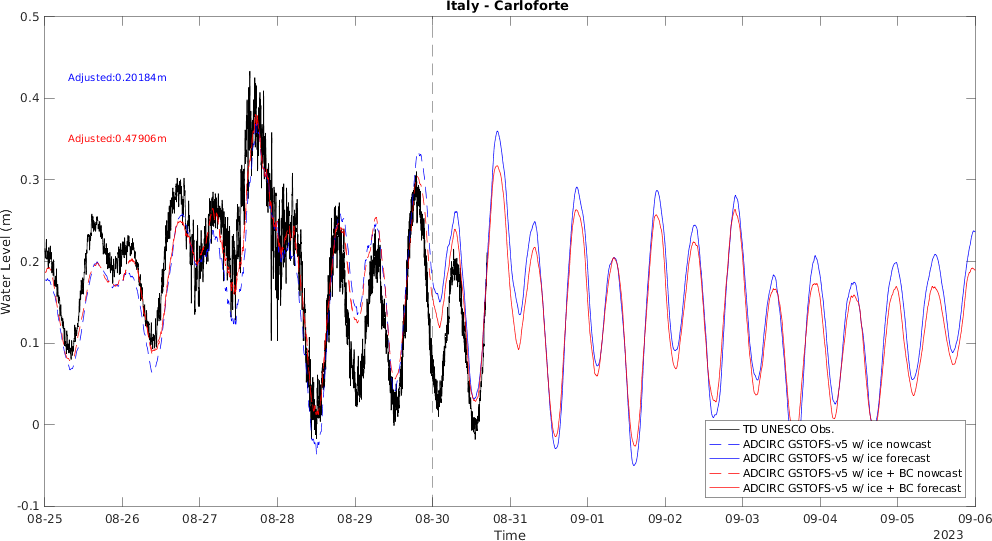 Italy - Carloforte
Adjusted:0.20184m
Adjusted:0.47906m
Water Level (m)
0.5
0.4
0.3
0.2
0.1
0
-0.1
08-25 08-26 08-27 08-28 08-29 08-30 08-31 09-01 09-02 09-03 09-04 09-05 09-06
Time
2023
TD UNESCO Obs.
ADCIRC GSTOFS-v5 w/ ice nowcast
ADCIRC GSTOFS-v5 w/ ice forecast
ADCIRC GSTOFS-v5 w/ ice + BC nowcast
ADCIRC GSTOFS-v5 w/ ice + BC forecast